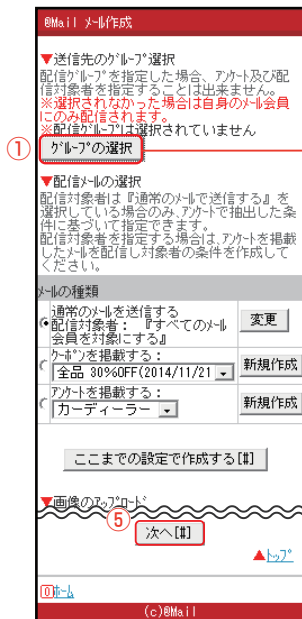 @Mail ﾒｰﾙ作成
▼送信先のｸﾞﾙｰﾌﾟ選択
配信ｸﾞﾙｰﾌﾟを指定した場合、ｱﾝｹｰﾄ及び配
信対象者を指定することは出来ません。
※選択されなかった場合は自身のﾒｰﾙ会員
にのみ配信されます。
※配信ｸﾞﾙｰﾌﾟは選択されていません
① ｸﾞﾙｰﾌﾟの選択
▼配信ﾒｰﾙの選択
配信対象者は『通常のﾒｰﾙで送信する』を
選択している場合のみ、ｱﾝｹｰﾄで抽出した条
件に基づいて指定できます。
配信対象者を指定する場合は、ｱﾝｹｰﾄを掲載
したﾒｰﾙを配信し対象者の条件を作成して
ください。
ﾒｰﾙの種類
通常のﾒｰﾙを送信する
配信対象者： 『すべてのﾒｰﾙ 変更
会員を対象にする』
ｸｰﾎﾟﾝを掲載する：
全品 30%OFF(2014/11/21 新規作成
ｱﾝｹｰﾄを掲載する：
カーディーラー 新規作成
ここまでの設定で作成する[#]
▼画像のｱｯﾌﾟﾛｰﾄﾞ
⑤ 次へ[#]
▲ﾄｯﾌﾟ
0ﾎｰﾑ
(c)@Mail